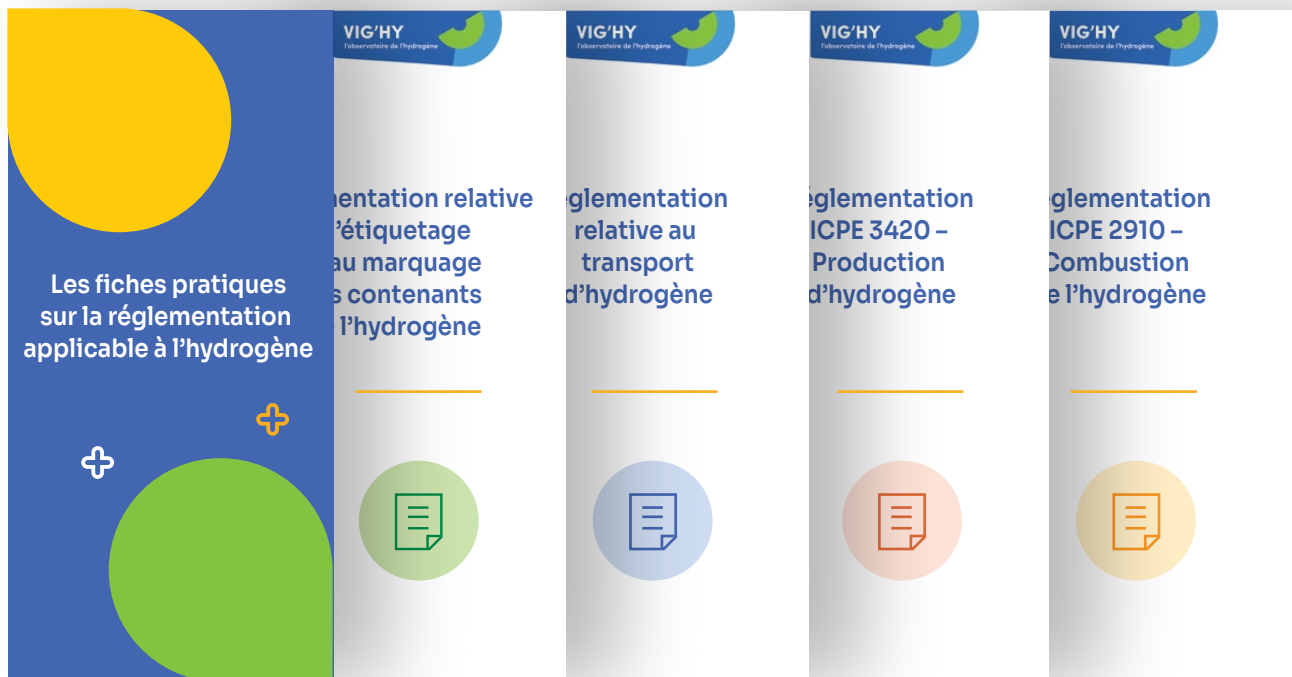 Les fiches pratiques
sur la réglementation
applicable à l'hydrogène
VIG'HY
l'observatoire de l'hydrogène
relative
l'étiquetage
au marquage
contenants
l'hydrogène
VIG'HY
l'observatoire de l'hydrogène
glementation
relative au
transport
d'hydrogène
VIG'HY
l'observatoire de l'hydrogène
églementation
ICPE 3420 –
Production
d'hydrogène
VIG'HY
l'observatoire de l'hydrogène
glementation
ICPE 2910 –
Combustion
l'hydrogène